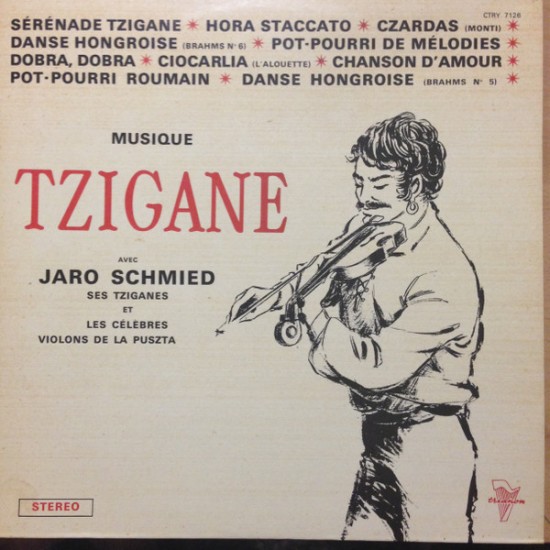 CTRY 7126
SÉRÉNADE TZIGANE ✷ HORA STACCATO ✷ CZARDAS (MONTI) ✷
DANSE HONGROISE (BRAHMS N° 6) ✷ POT-POURRI DE MÉLODIES ✷
DOBRA, DOBRA ✷ CIOCARLIA (L'ALOUETTE) ✷ CHANSON D'AMOUR ✷
POT-POURRI ROUMAIN ✷ DANSE HONGROISE (BRAHMS N° 5) ✷
MUSIQUE
TZIGANE
AVEC
JARO SCHMIED
SES TZIGANES
ET
LES CÉLÈBRES
VIOLONS DE LA PUSZTA
STEREO
Trianon